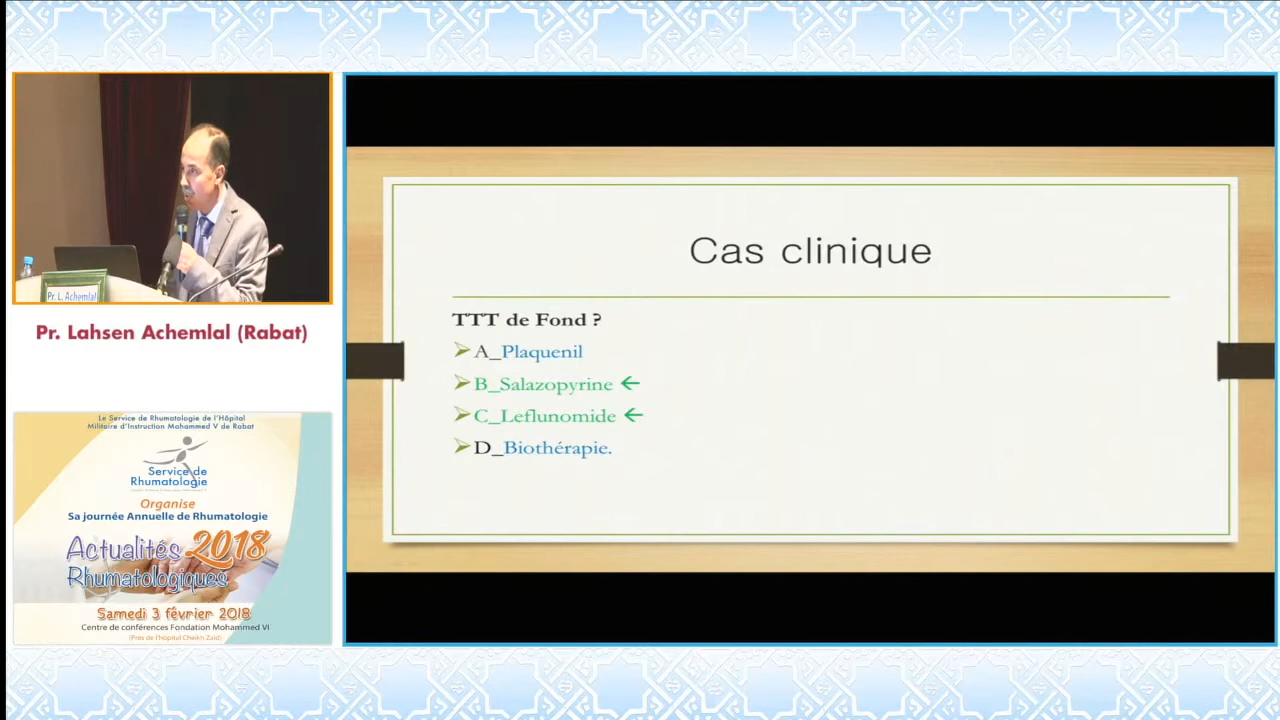 Pr. L. Achemlal
Pr. Lahsen Achemlal (Rabat)
Le Service de Rhumatologie de l'Hôpital
Militaire d'Instruction Mohammed V de Rabat
Service de
Rhumatologie
Organise
Sa journée Annuelle de Rhumatologie
Actualités 2018
Rhumatologiques
Samedi 3 février 2018
Centre de conférences Fondation Mohammed VI
(Près de l'hôpital Cheikh Zaid)
Cas clinique
TTT de Fond ?
➢A_Plaquenil
➢B_Salazopyrine ←
➢C_Leflunomide ←
➢D_Biothérapie.